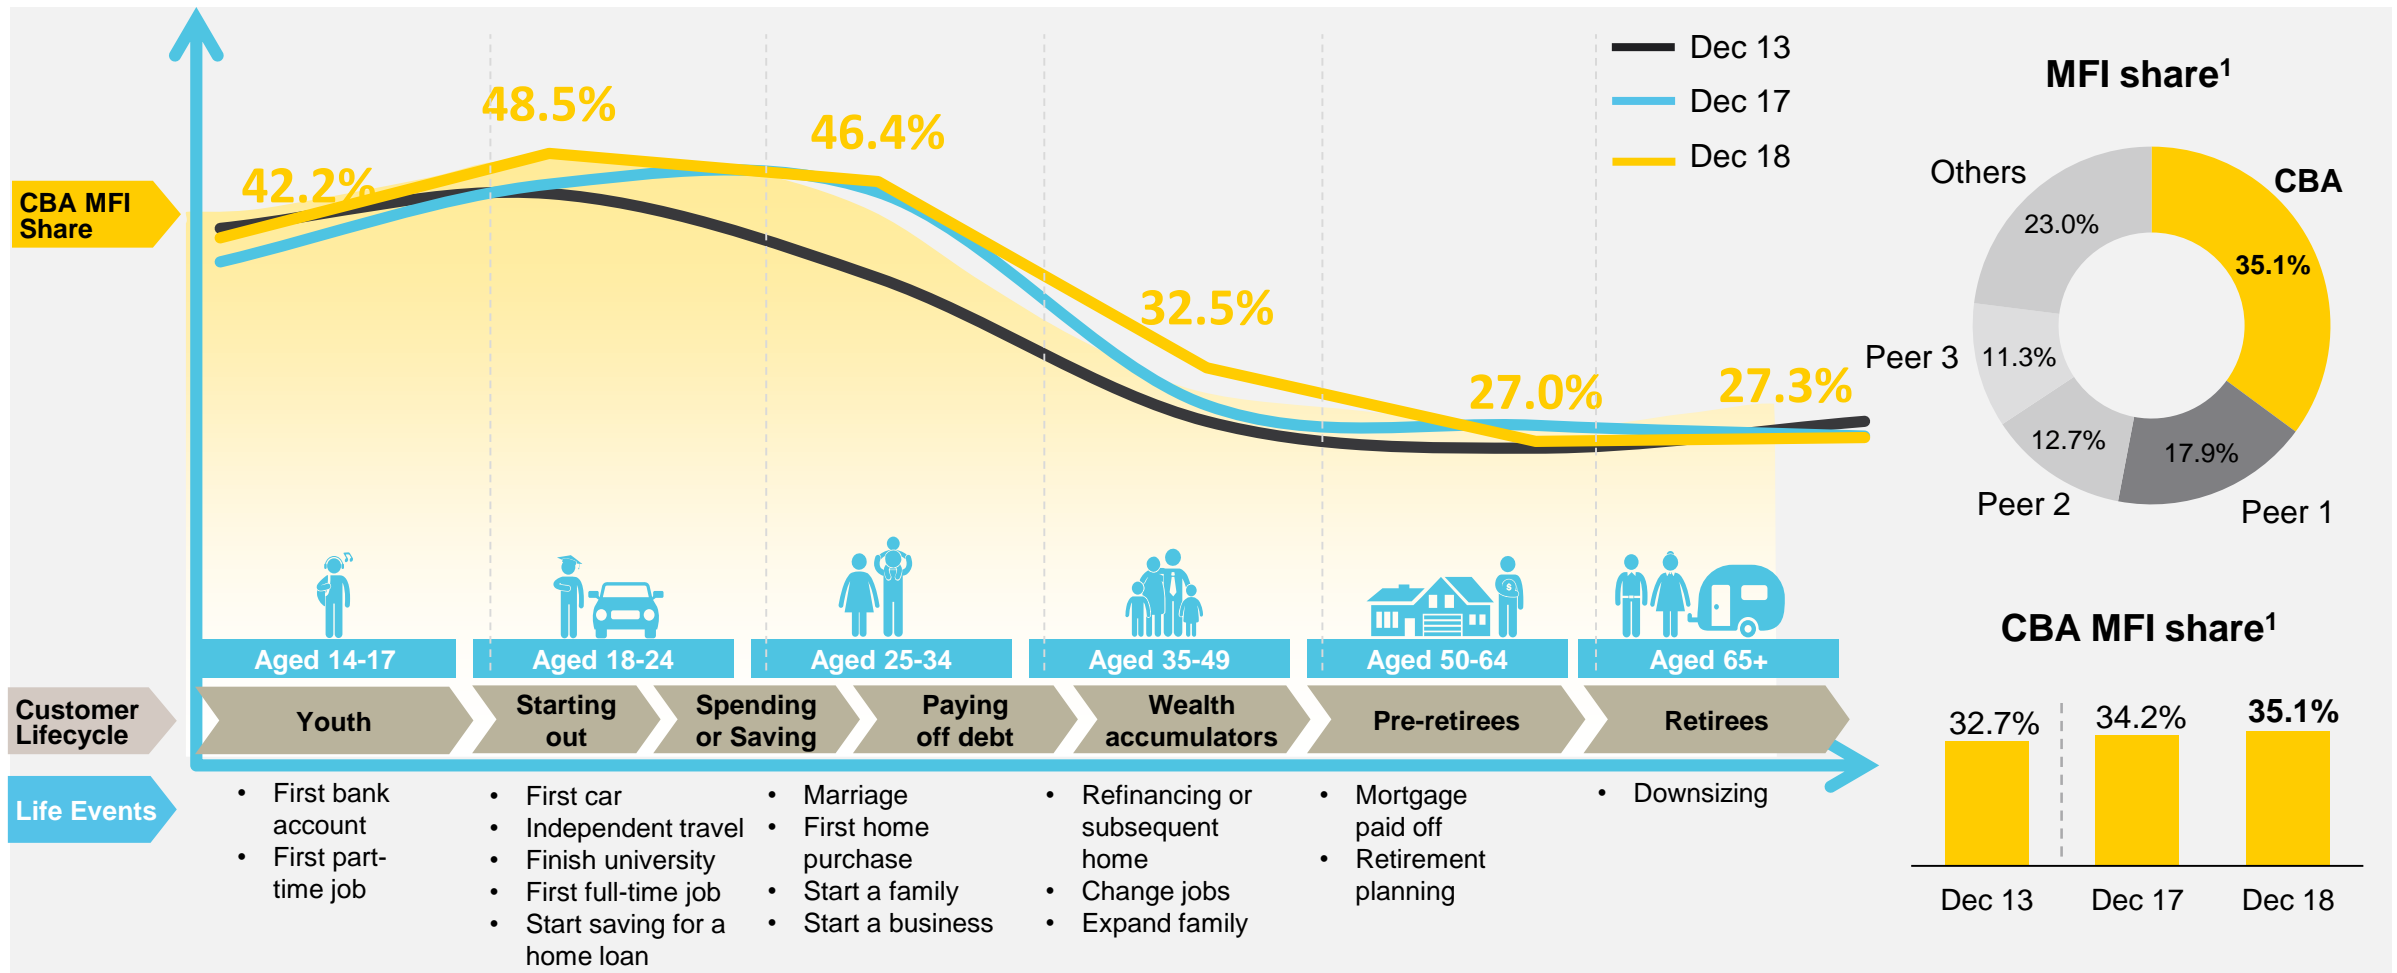 Dec 13
Dec 17
Dec 18
48.5%
46.4%
42.2%
32.5%
27.0%
27.3%
CBA MFI
Share
Aged 14-17
Aged 18-24
Aged 25-34
Aged 35-49
Aged 50-64
Aged 65+
Customer
Lifecycle
Youth
Starting
out
Spending
or Saving
Paying
off debt
Wealth
accumulators
Pre-retirees
Retirees
Life Events
• First bank
account
• First part-
time job
• First car
• Independent travel
• Finish university
• First full-time job
• Start saving for a
home loan
• Marriage
• First home
purchase
• Start a family
• Start a business
• Refinancing or
subsequent
home
• Change jobs
• Expand family
• Mortgage
paid off
• Retirement
planning
• Downsizing
MFI share¹
Others
23.0%
CBA
35.1%
Peer 3
11.3%
12.7%
Peer 2
17.9%
Peer 1
CBA MFI share¹
32.7%
34.2%
35.1%
Dec 13
Dec 17
Dec 18